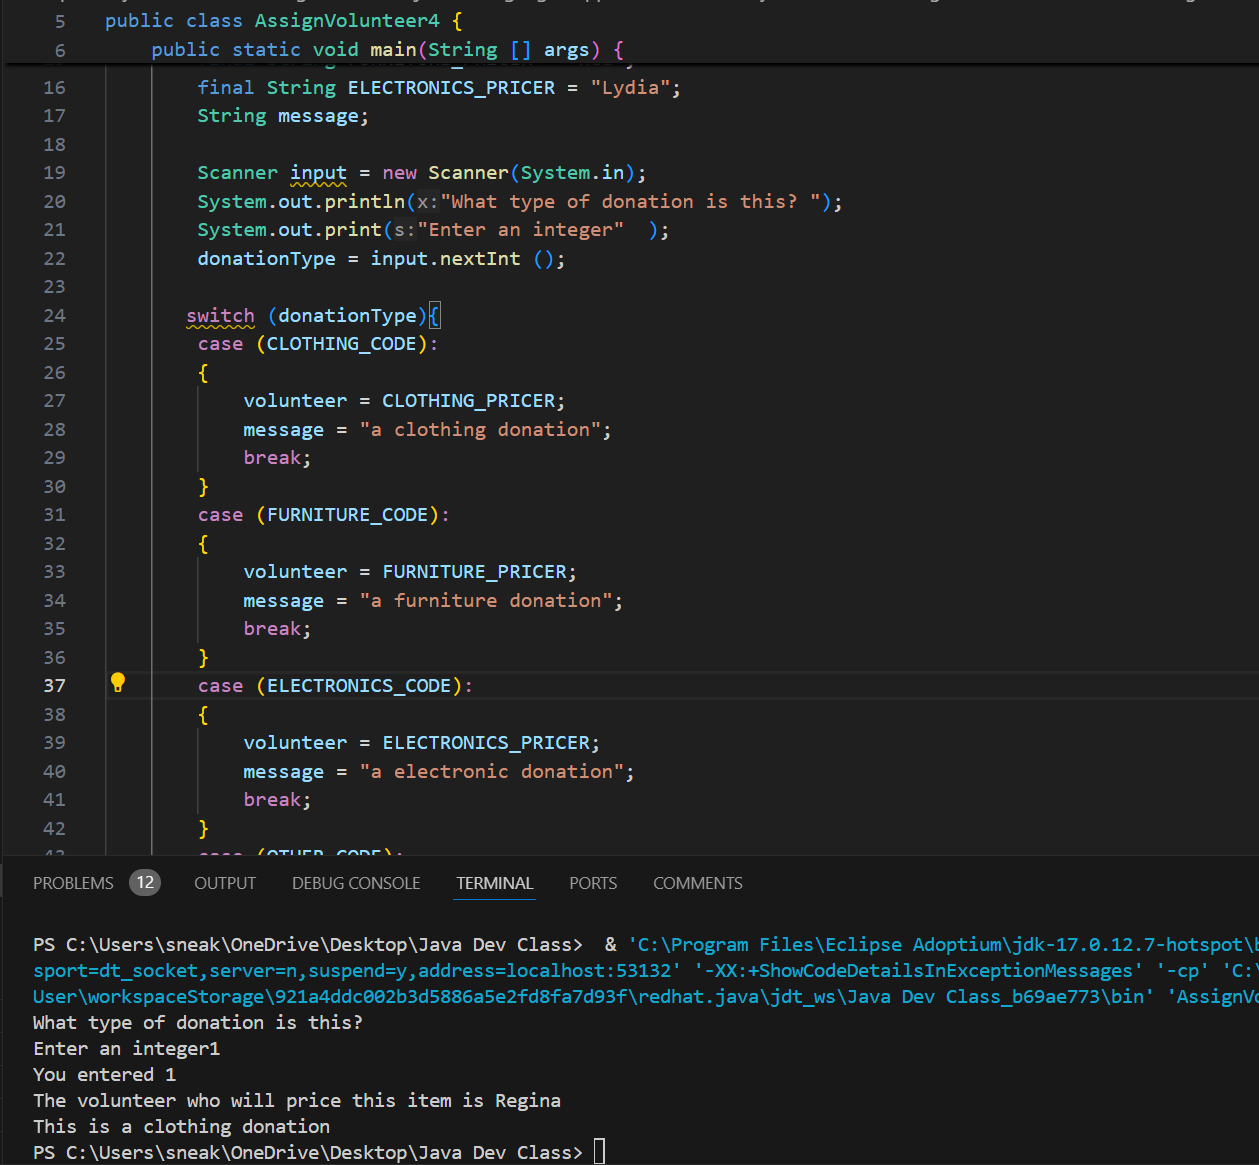 5 public class AssignVolunteer4 {
6 public static void main(String [] args) {
16 final String ELECTRONICS_PRICER = "Lydia";
17 String message;
18
19 Scanner input = new Scanner(System.in);
20 System.out.println(x:"What type of donation is this? ");
21 System.out.print(s:"Enter an integer"  );
22 donationType = input.nextInt ();
23
24 switch (donationType){
25 case (CLOTHING_CODE):
26 {
27 volunteer = CLOTHING_PRICER;
28 message = "a clothing donation";
29 break;
30 }
31 case (FURNITURE_CODE):
32 {
33 volunteer = FURNITURE_PRICER;
34 message = "a furniture donation";
35 break;
36 }
37 case (ELECTRONICS_CODE):
38 {
39 volunteer = ELECTRONICS_PRICER;
40 message = "a electronic donation";
41 break;
42 }
case (OTHER_CODE):
PROBLEMS 12 OUTPUT DEBUG CONSOLE TERMINAL PORTS COMMENTS
PS C:\Users\sneak\OneDrive\Desktop\Java Dev Class>  & 'C:\Program Files\Eclipse Adoptium\jdk-17.0.12.7-hotspot\b
sport=dt_socket,server=n,suspend=y,address=localhost:53132' '-XX:+ShowCodeDetailsInExceptionMessages' '-cp' 'C:\
User\workspaceStorage\921a4ddc002b3d5886a5e2fd8fa7d93f\redhat.java\jdt_ws\Java Dev Class_b69ae773\bin' 'AssignVo
What type of donation is this?
Enter an integer1
You entered 1
The volunteer who will price this item is Regina
This is a clothing donation
PS C:\Users\sneak\OneDrive\Desktop\Java Dev Class>